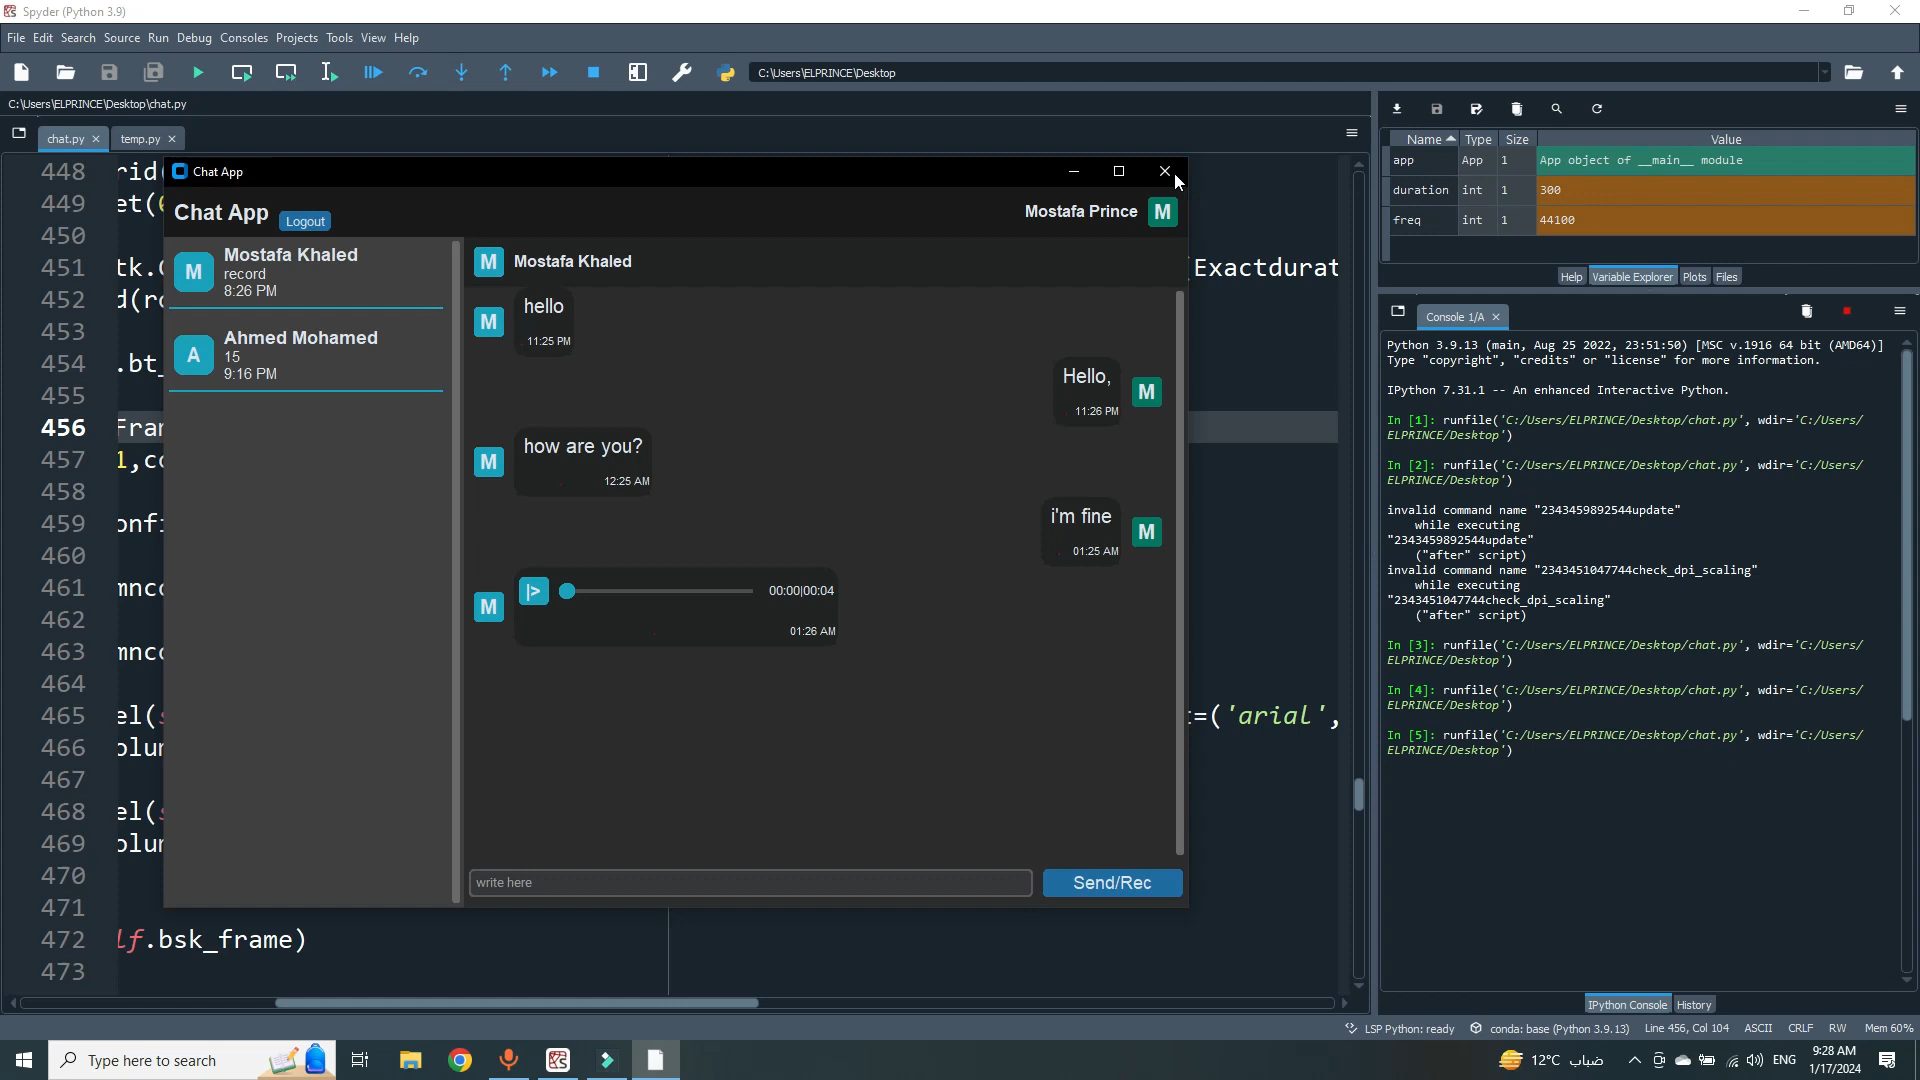 Spyder (Python 3.9)
File Edit Search Source Run Debug Consoles Projects Tools View Help
C:\Users\ELPRINCE\Desktop
C:\Users\ELPRINCE\Desktop\chat.py
chat.py
temp.py
448
449
450
451
452
453
454
455
456
457
458
459
460
461
462
463
464
465
466
467
468
469
470
471
472 lf.bsk_frame)
473
Exactdurat
=('arial',
Chat App
Chat App
Logout
Mostafa Prince M
M Mostafa Khaled
record
8:26 PM
A Ahmed Mohamed
15
9:16 PM
M Mostafa Khaled
M hello
11:25 PM
Hello, M
11:26 PM
M how are you?
12:25 AM
i'm fine M
01:25 AM
M |> 00:00|00:04
01:26 AM
write here
Send/Rec
Name Type Size Value
app App 1 App object of __main__ module
duration int 1 300
freq int 1 44100
Help Variable Explorer Plots Files
Console 1/A
Python 3.9.13 (main, Aug 25 2022, 23:51:50) [MSC v.1916 64 bit (AMD64)]
Type "copyright", "credits" or "license" for more information.
IPython 7.31.1 -- An enhanced Interactive Python.
In [1]: runfile('C:/Users/ELPRINCE/Desktop/chat.py', wdir='C:/Users/
ELPRINCE/Desktop')
In [2]: runfile('C:/Users/ELPRINCE/Desktop/chat.py', wdir='C:/Users/
ELPRINCE/Desktop')
invalid command name "2343459892544update"
while executing
"2343459892544update"
("after" script)
invalid command name "2343451047744check_dpi_scaling"
while executing
"2343451047744check_dpi_scaling"
("after" script)
In [3]: runfile('C:/Users/ELPRINCE/Desktop/chat.py', wdir='C:/Users/
ELPRINCE/Desktop')
In [4]: runfile('C:/Users/ELPRINCE/Desktop/chat.py', wdir='C:/Users/
ELPRINCE/Desktop')
In [5]: runfile('C:/Users/ELPRINCE/Desktop/chat.py', wdir='C:/Users/
ELPRINCE/Desktop')
IPython Console History
LSP Python: ready conda: base (Python 3.9.13) Line 456, Col 104 ASCII CRLF RW Mem 60%
Type here to search
12°C ضباب
ENG
9:28 AM
1/17/2024